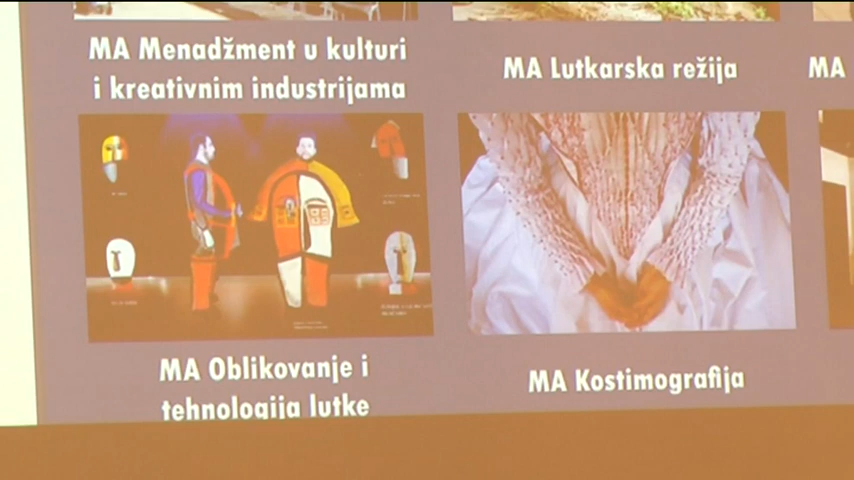 MA Menadžment u kulturi
i kreativnim industrijama
MA Lutkarska režija
MA
MA Oblikovanje i
tehnologija lutke
MA Kostimografija